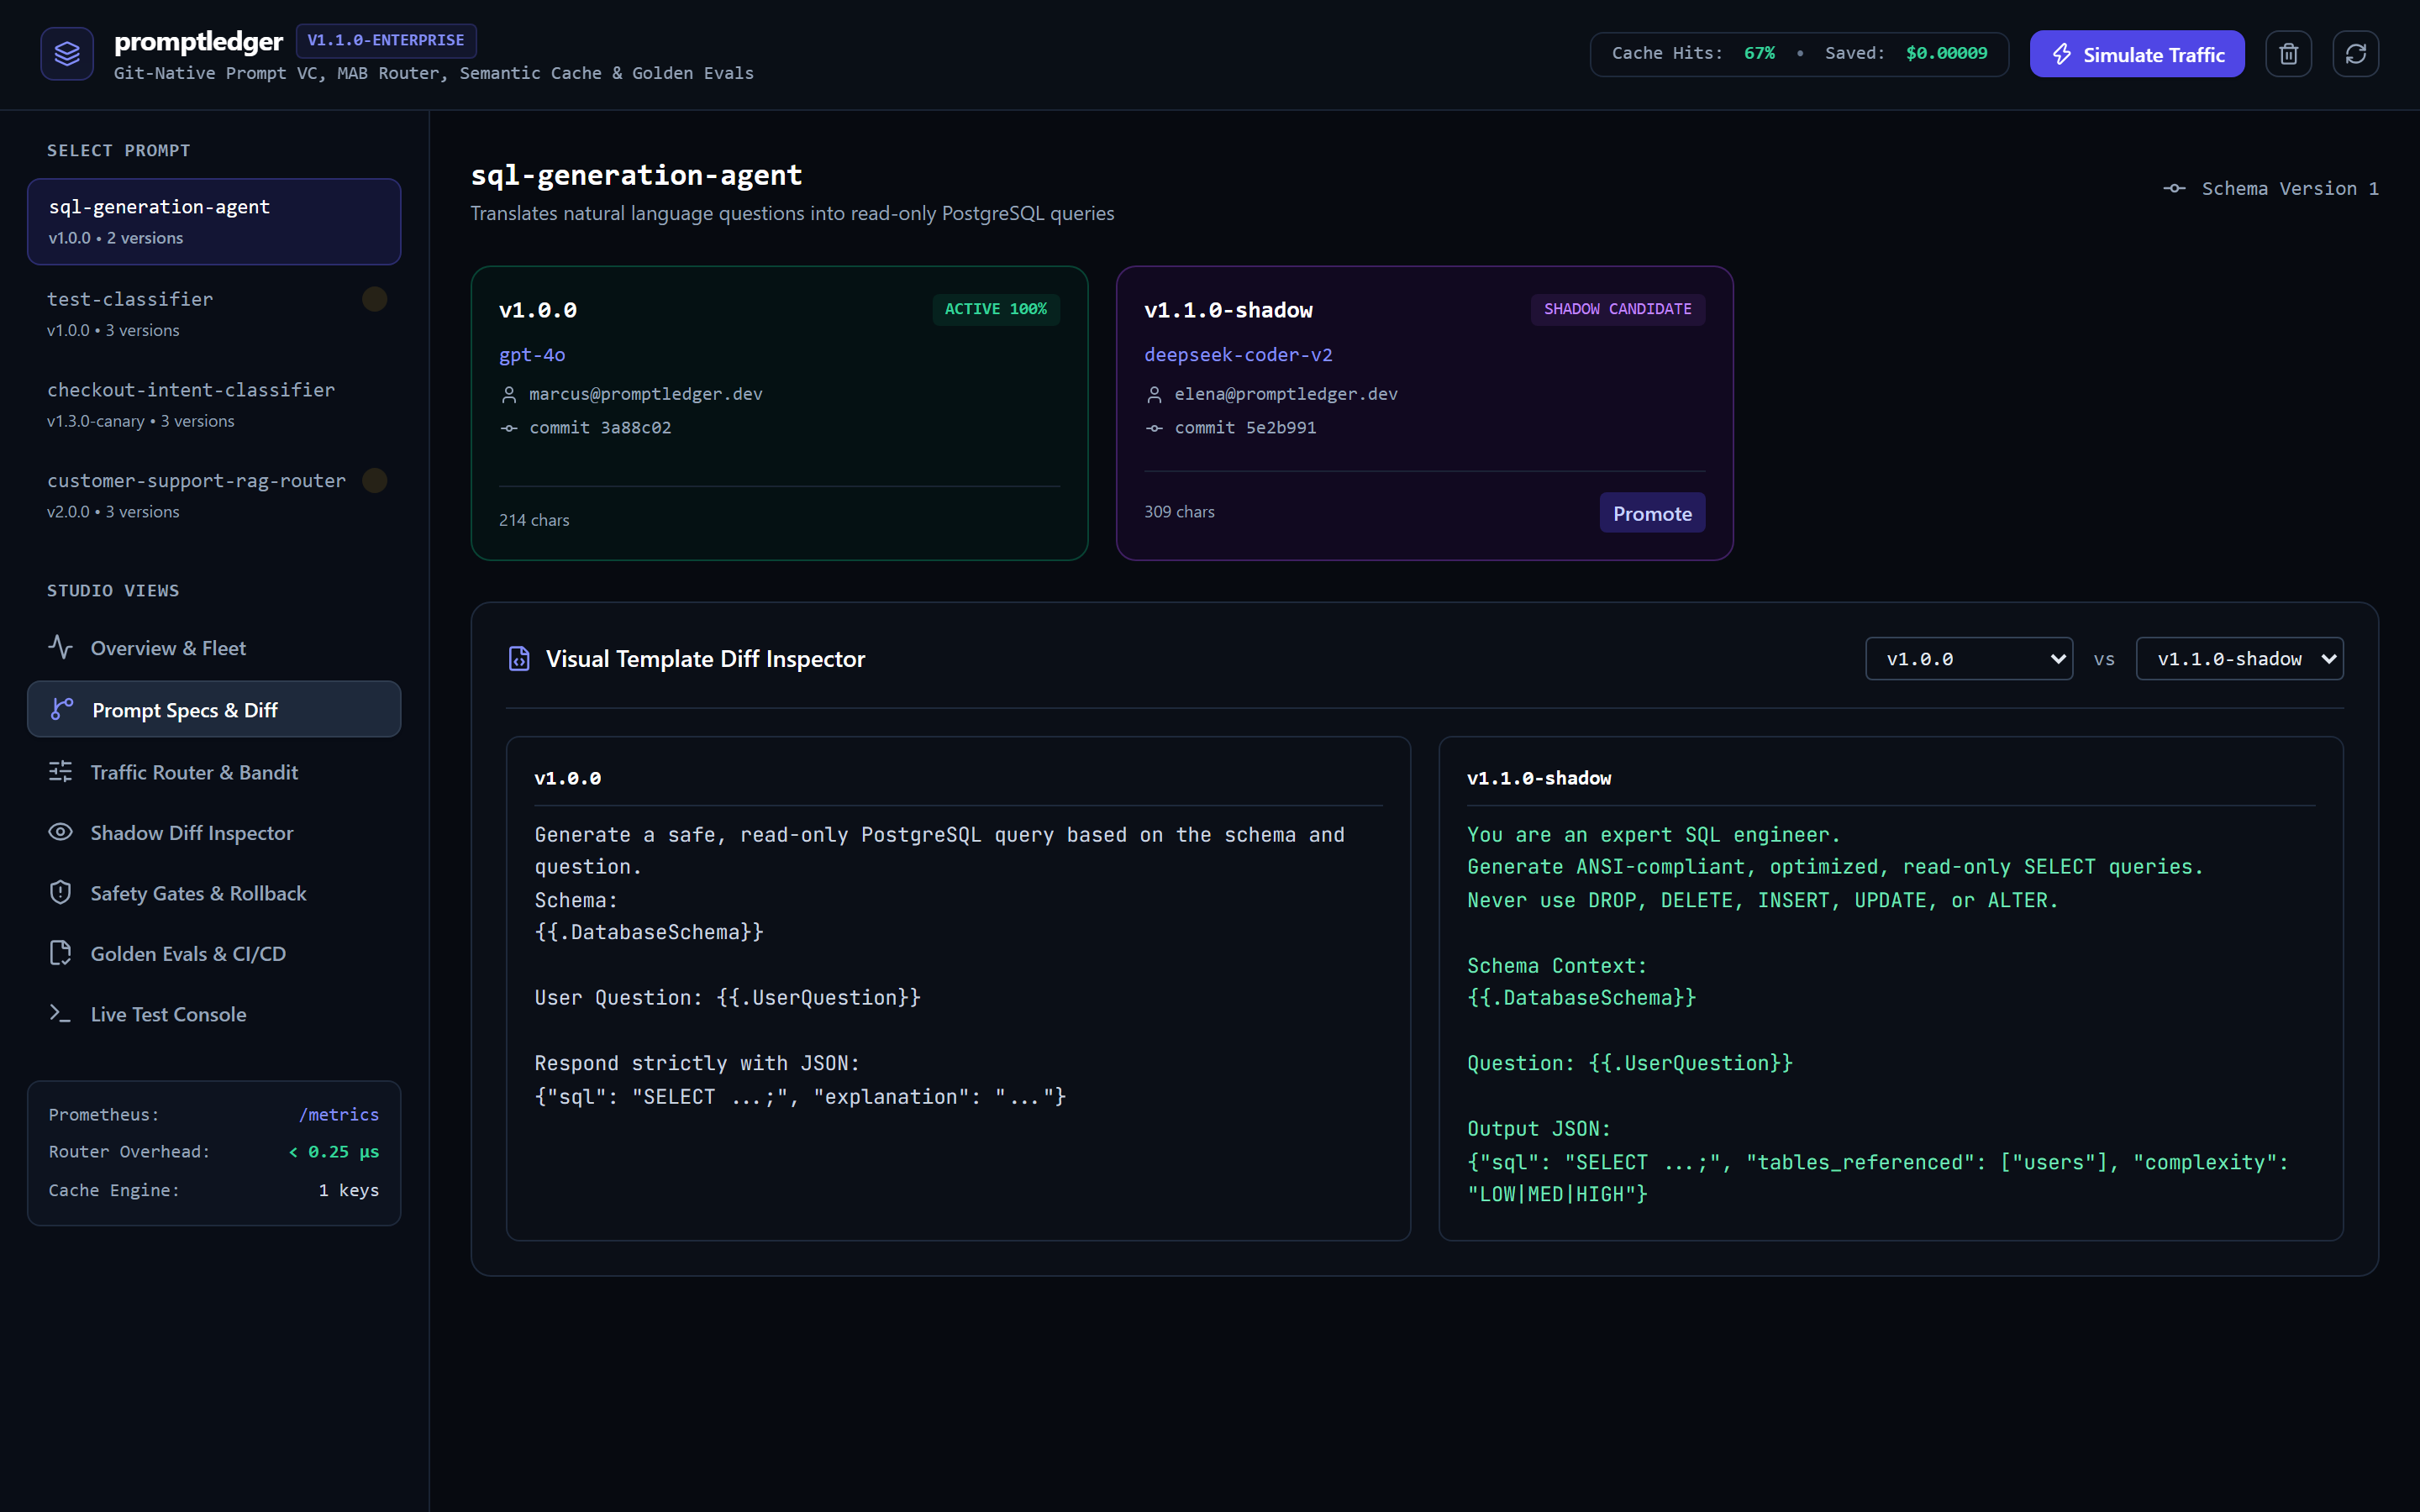 promptledger V1.1.0-ENTERPRISE
Git-Native Prompt VC, MAB Router, Semantic Cache & Golden Evals
Cache Hits: 67% • Saved: $0.00009
Simulate Traffic
SELECT PROMPT
sql-generation-agent
v1.0.0 • 2 versions
test-classifier
v1.0.0 • 3 versions
checkout-intent-classifier
v1.3.0-canary • 3 versions
customer-support-rag-router
v2.0.0 • 3 versions
STUDIO VIEWS
Overview & Fleet
Prompt Specs & Diff
Traffic Router & Bandit
Shadow Diff Inspector
Safety Gates & Rollback
Golden Evals & CI/CD
Live Test Console
Prometheus: /metrics
Router Overhead: < 0.25 µs
Cache Engine: 1 keys
sql-generation-agent
Translates natural language questions into read-only PostgreSQL queries
Schema Version 1
v1.0.0
ACTIVE 100%
gpt-4o
marcus@promptledger.dev
commit 3a88c02
214 chars
v1.1.0-shadow
SHADOW CANDIDATE
deepseek-coder-v2
elena@promptledger.dev
commit 5e2b991
309 chars
Promote
Visual Template Diff Inspector
v1.0.0 vs v1.1.0-shadow
v1.0.0
Generate a safe, read-only PostgreSQL query based on the schema and
question.
Schema:
{{.DatabaseSchema}}
User Question: {{.UserQuestion}}
Respond strictly with JSON:
{"sql": "SELECT ...;", "explanation": "..."}
v1.1.0-shadow
You are an expert SQL engineer.
Generate ANSI-compliant, optimized, read-only SELECT queries.
Never use DROP, DELETE, INSERT, UPDATE, or ALTER.
Schema Context:
{{.DatabaseSchema}}
Question: {{.UserQuestion}}
Output JSON:
{"sql": "SELECT ...;", "tables_referenced": ["users"], "complexity":
"LOW|MED|HIGH"}